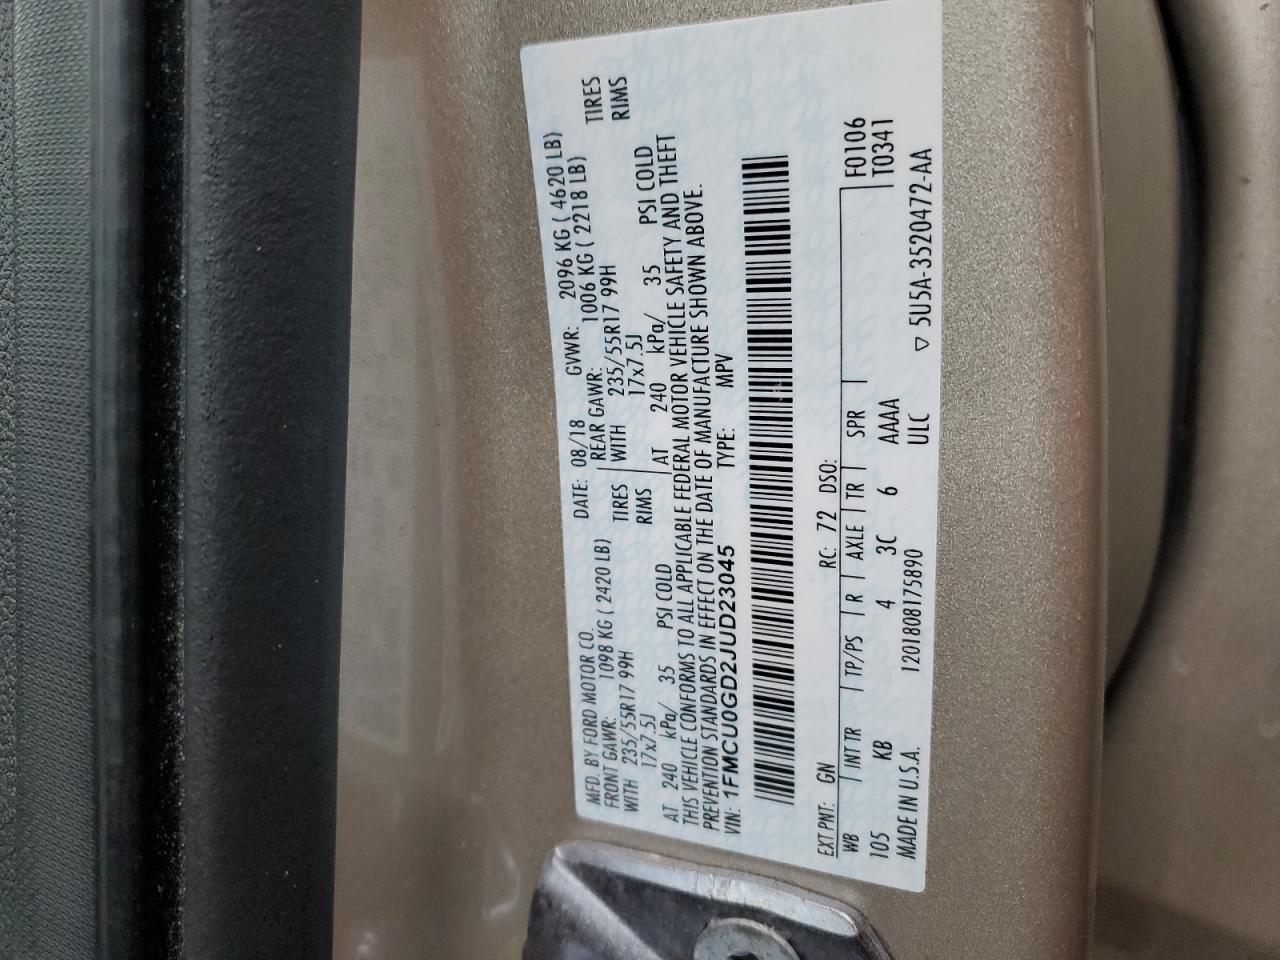 MFD. BY FORD MOTOR CO. DATE: 08/18 GVWR: 2096 KG ( 4620 LB)
FRONT GAWR: 1098 KG ( 2420 LB) REAR GAWR: 1006 KG ( 2218 LB)
WITH 235/55R17 99H TIRES WITH 235/55R17 99H TIRES
17x7.5J RIMS 17x7.5J RIMS
AT 240 kPa/ 35 PSI COLD AT 240 kPa/ 35 PSI COLD
THIS VEHICLE CONFORMS TO ALL APPLICABLE FEDERAL MOTOR VEHICLE SAFETY AND THEFT
PREVENTION STANDARDS IN EFFECT ON THE DATE OF MANUFACTURE SHOWN ABOVE.
VIN: 1FMCU0GD2JUD23045 TYPE: MPV
EXT PNT: GN RC: 72 DSO:
WB INT TR TP/PS R AXLE TR SPR F0106
105 KB 4 3C 6 AAAA T0341
MADE IN U.S.A. 1201808175890 ULC ▽ 5U5A-3520472-AA